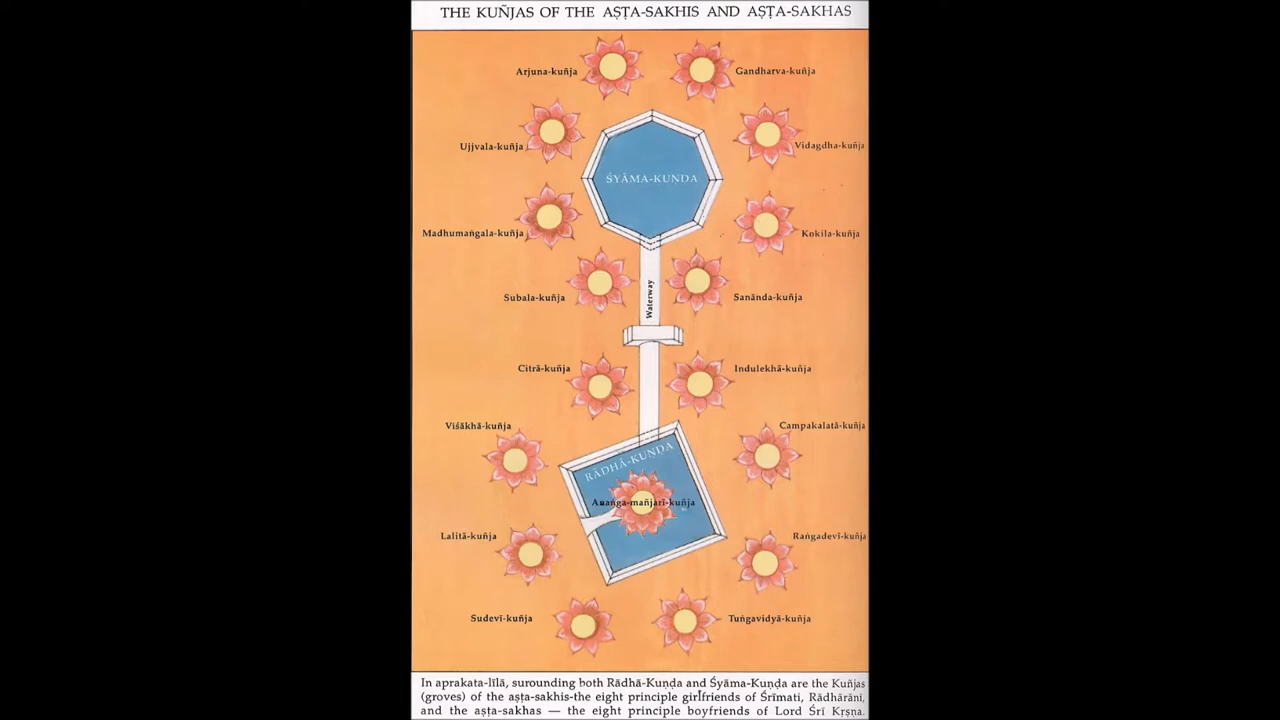 THE KUÑJAS OF THE AṢṬA-SAKHIS AND AṢṬA-SAKHAS
Arjuna-kuñja
Gandharva-kuñja
Ujjvala-kuñja
Vidagdha-kuñja
ŚYĀMA-KUṆDA
Madhumaṅgala-kuñja
Kokila-kuñja
Subala-kuñja
Waterway
Sanānda-kuñja
Citrā-kuñja
Indulekhā-kuñja
Viśākhā-kuñja
Campakalatā-kuñja
RĀDHĀ-KUṆḌA
Anaṅga-mañjarī-kuñja
Lalitā-kuñja
Raṅgadevī-kuñja
Sudevī-kuñja
Tuṅgavidyā-kuñja
In aprakata-līlā, surounding both Rādhā-Kuṇḍa and Śyāma-Kuṇḍa are the Kuñjas
(groves) of the aṣṭa-sakhis-the eight principle girlfriends of Śrīmati, Rādhārāni,
and the aṣṭa-sakhas — the eight principle boyfriends of Lord Śrī Kṛṣṇa.